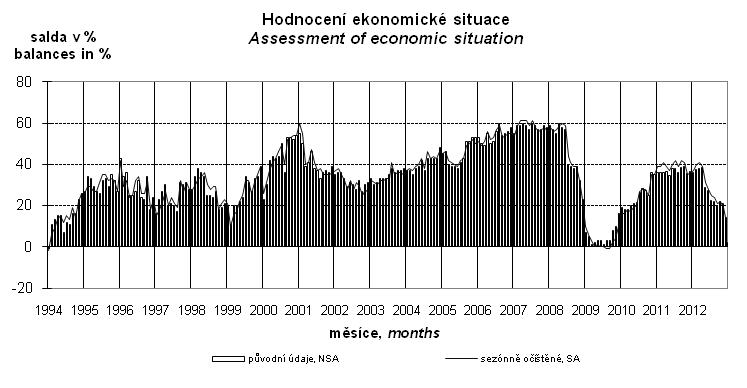 Hodnocení ekonomické situace
Assessment of economic situation
salda v %
balances in %
80
60
40
20
0
-20
1994 1995 1996 1997 1998 1999 2000 2001 2002 2003 2004 2005 2006 2007 2008 2009 2010 2011 2012
měsíce, months
původní údaje, NSA
sezónně očištěné, SA